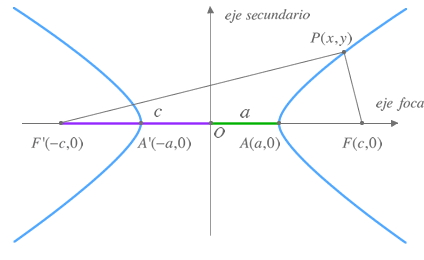 eje secundario
P(x,y)
c
a
eje foca
O
F'(−c,0)
A'(−a,0)
A(a,0)
F(c,0)